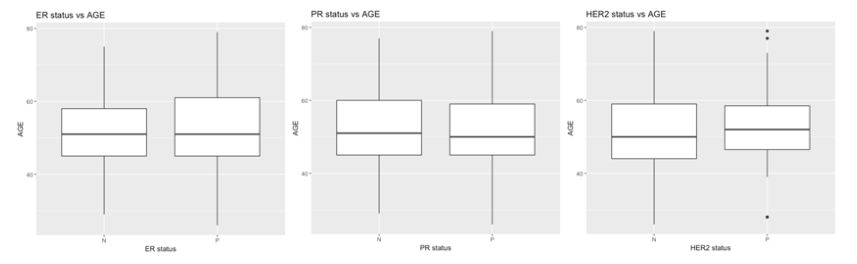 ER status vs AGE
80
60
40
AGE
N
P
ER status
PR status vs AGE
80
60
40
AGE
N
P
PR status
HER2 status vs AGE
80
60
40
AGE
N
P
HER2 status